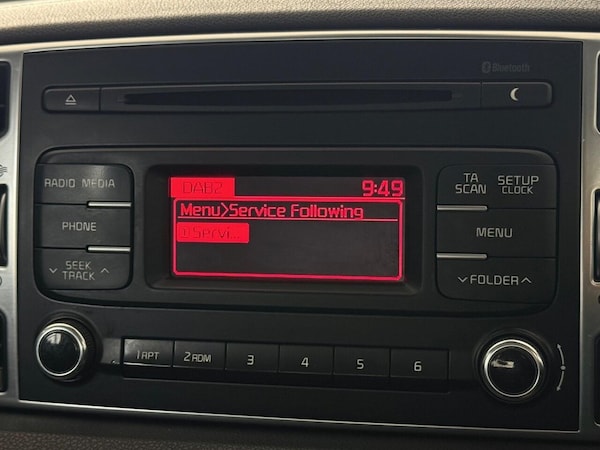 Bluetooth
RADIO MEDIA
PHONE
SEEK
TRACK
DAB2 9:49
Menu>Service Following
TA
SCAN
SETUP
CLOCK
MENU
FOLDER
1 RPT
2 RDM
3
4
5
6